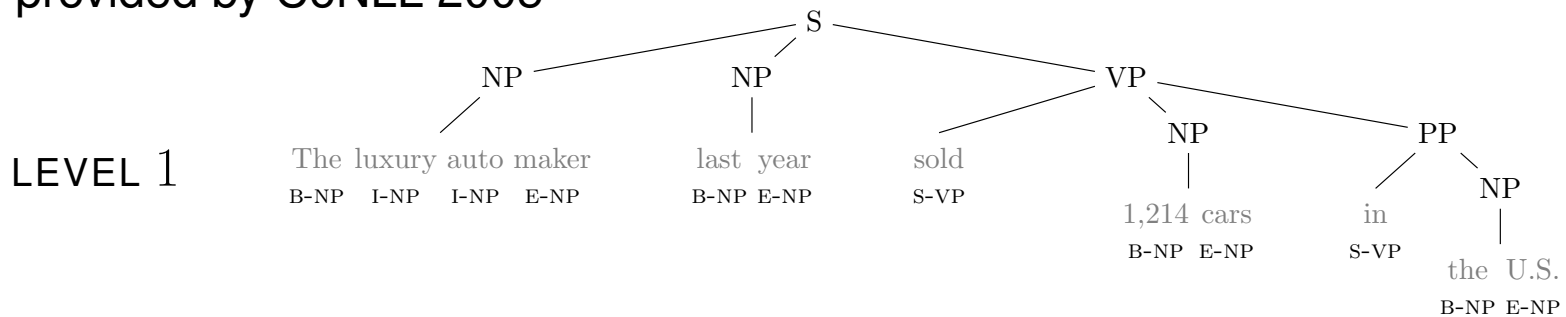 provided by CoNLL 2005
S
NP NP VP
NP PP
LEVEL 1 The luxury auto maker last year sold
B-NP I-NP I-NP E-NP B-NP E-NP S-VP
NP
1,214 cars in
B-NP E-NP S-VP
the U.S.
B-NP E-NP